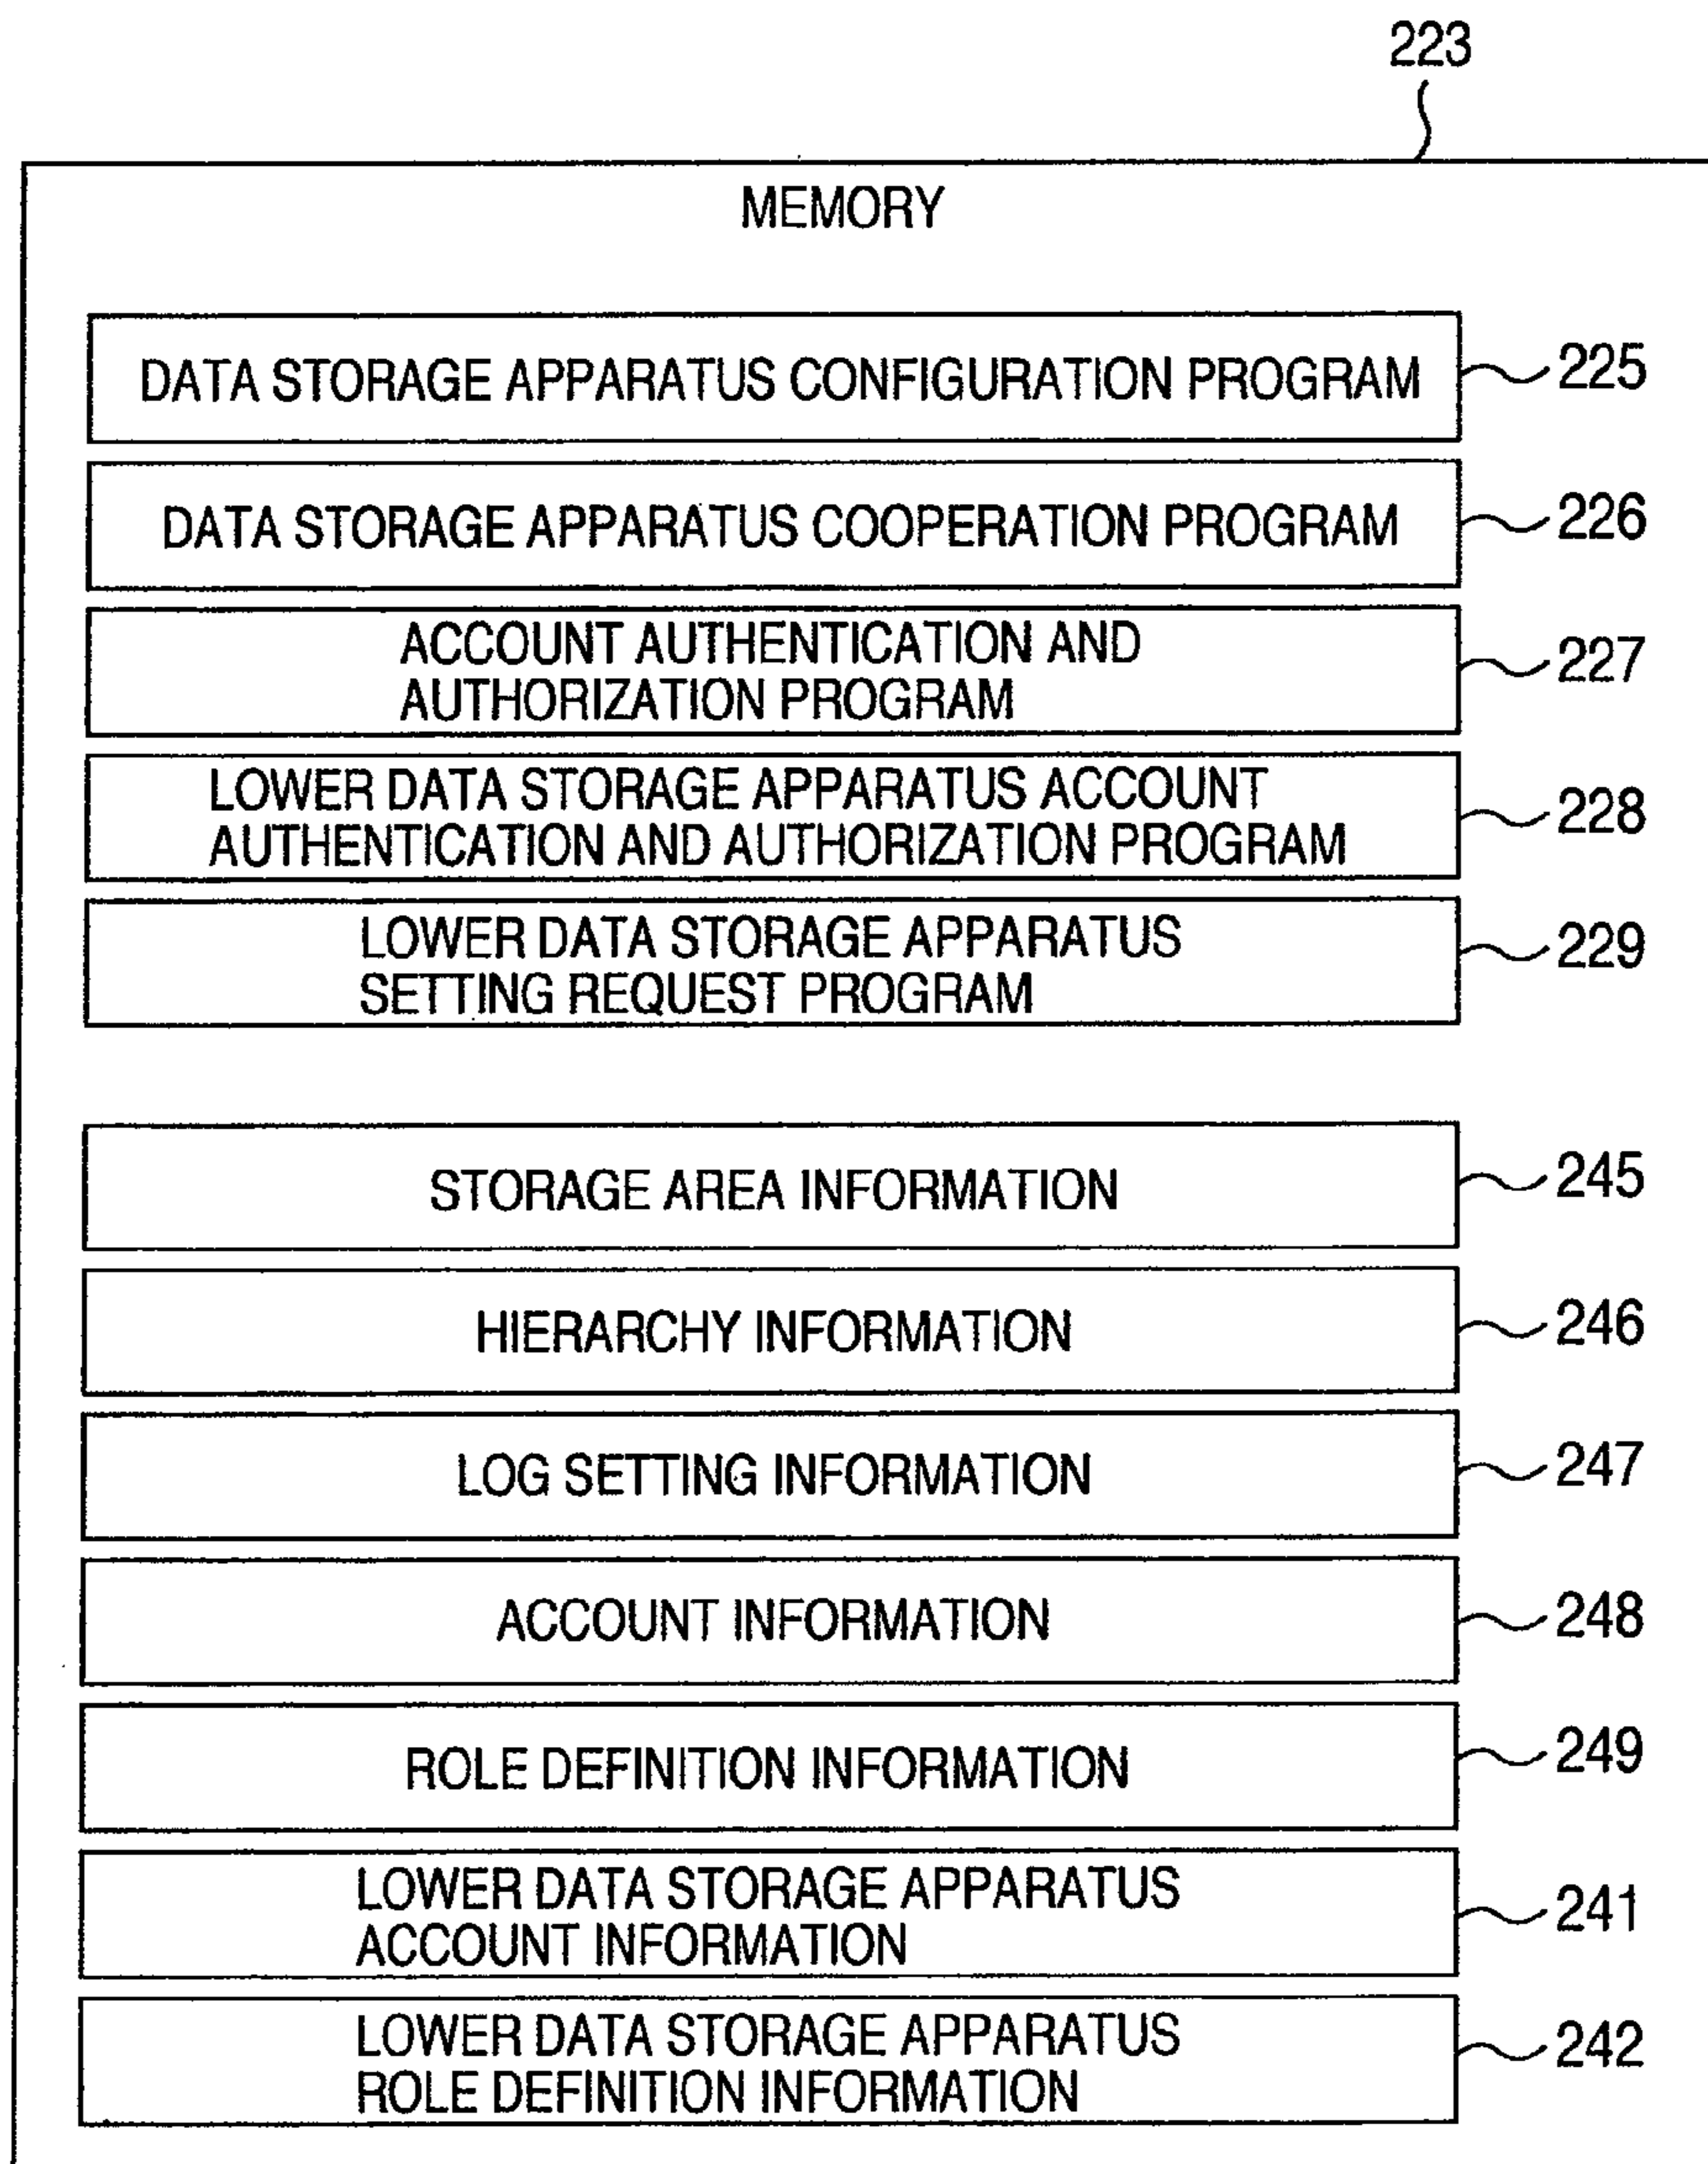 223
MEMORY
DATA STORAGE APPARATUS CONFIGURATION PROGRAM
225
DATA STORAGE APPARATUS COOPERATION PROGRAM
226
ACCOUNT AUTHENTICATION AND
AUTHORIZATION PROGRAM
227
LOWER DATA STORAGE APPARATUS ACCOUNT
AUTHENTICATION AND AUTHORIZATION PROGRAM
228
LOWER DATA STORAGE APPARATUS
SETTING REQUEST PROGRAM
229
STORAGE AREA INFORMATION
245
HIERARCHY INFORMATION
246
LOG SETTING INFORMATION
247
ACCOUNT INFORMATION
248
ROLE DEFINITION INFORMATION
249
LOWER DATA STORAGE APPARATUS
ACCOUNT INFORMATION
241
LOWER DATA STORAGE APPARATUS
ROLE DEFINITION INFORMATION
242